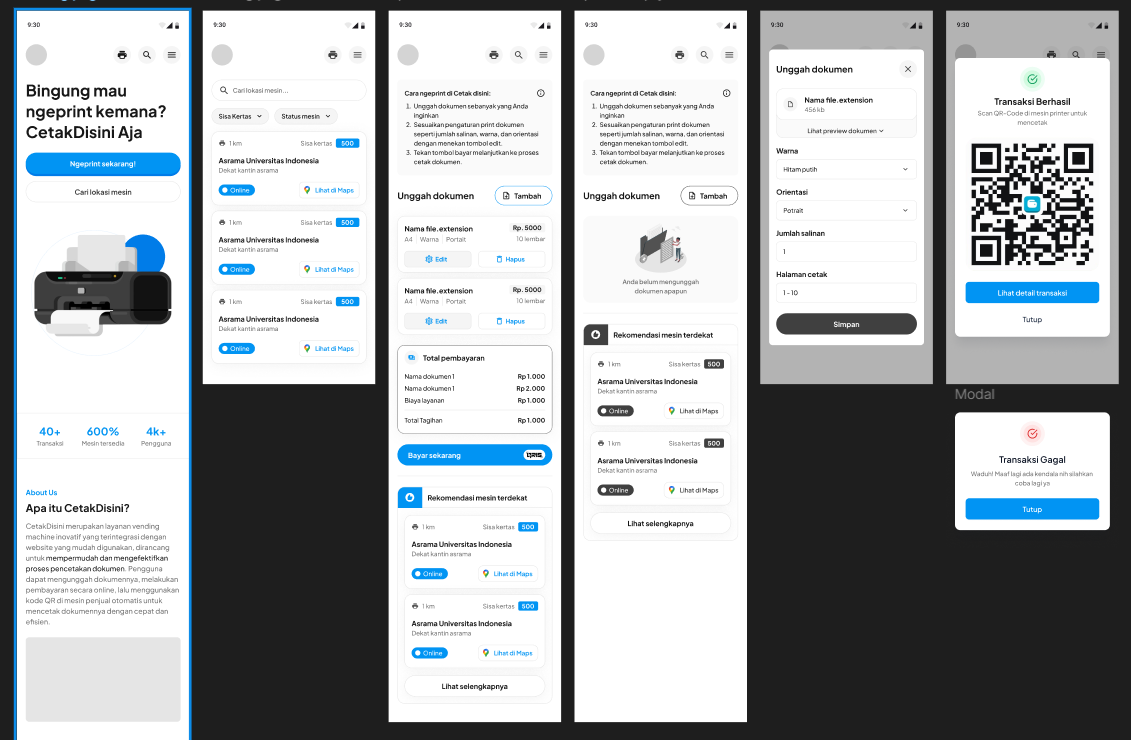 9:30
Bingung mau
ngeprint kemana?
CetakDisini Aja
Ngeprint sekarang!
Cari lokasi mesin
40+
Transaksi
600%
Mesin tersedia
4k+
Pengguna
About Us
Apa itu CetakDisini?
CetakDisini merupakan layanan vending
machine inovatif yang terintegrasi dengan
website yang mudah digunakan, dirancang
untuk mempermudah dan mengefektifkan
proses pencetakan dokumen. Pengguna
dapat mengunggah dokumennya, melakukan
pembayaran secara online, lalu menggunakan
kode QR di mesin penjual otomatis untuk
mencetak dokumennya dengan cepat dan
efisien.
9:30
Cari lokasi mesin...
Sisa Kertas
Status mesin
1 km
Sisa kertas 500
Asrama Universitas Indonesia
Dekat kantin asrama
Online
Lihat di Maps
1 km
Sisa kertas 500
Asrama Universitas Indonesia
Dekat kantin asrama
Online
Lihat di Maps
1 km
Sisa kertas 500
Asrama Universitas Indonesia
Dekat kantin asrama
Online
Lihat di Maps
9:30
Cara ngeprint di Cetak disini:
1. Unggah dokumen sebanyak yang Anda
inginkan
2. Sesuaikan pengaturan print dokumen
seperti jumlah salinan, warna, dan orientasi
dengan menekan tombol edit.
3. Tekan tombol bayar melanjutkan ke proses
cetak dokumen.
Unggah dokumen
Tambah
Nama file.extension
Rp. 5000
A4 | Warna | Portait
10 lembar
Edit
Hapus
Nama file.extension
Rp. 5000
A4 | Warna | Portait
10 lembar
Edit
Hapus
Total pembayaran
Nama dokumen 1 Rp 1.000
Nama dokumen 1 Rp 2.000
Biaya layanan Rp 1.000
Total Tagihan Rp 1.000
Bayar sekarang
QRIS
Rekomendasi mesin terdekat
1 km
Sisa kertas 500
Asrama Universitas Indonesia
Dekat kantin asrama
Online
Lihat di Maps
1 km
Sisa kertas 500
Asrama Universitas Indonesia
Dekat kantin asrama
Online
Lihat di Maps
Lihat selengkapnya
9:30
Cara ngeprint di Cetak disini:
1. Unggah dokumen sebanyak yang Anda
inginkan
2. Sesuaikan pengaturan print dokumen
seperti jumlah salinan, warna, dan orientasi
dengan menekan tombol edit.
3. Tekan tombol bayar melanjutkan ke proses
cetak dokumen.
Unggah dokumen
Tambah
Anda belum mengunggah
dokumen apapun
Rekomendasi mesin terdekat
1 km
Sisa kertas 500
Asrama Universitas Indonesia
Dekat kantin asrama
Online
Lihat di Maps
1 km
Sisa kertas 500
Asrama Universitas Indonesia
Dekat kantin asrama
Online
Lihat di Maps
Lihat selengkapnya
9:30
Unggah dokumen
Nama file.extension
456 kb
Lihat preview dokumen
Warna
Hitam putih
Orientasi
Potrait
Jumlah salinan
1
Halaman cetak
1 - 10
Simpan
9:30
Transaksi Berhasil
Scan QR-Code di mesin printer untuk
mencetak
Lihat detail transaksi
Tutup
Modal
Transaksi Gagal
Waduh! Maaf lagi ada kendala nih silahkan
coba lagi ya
Tutup